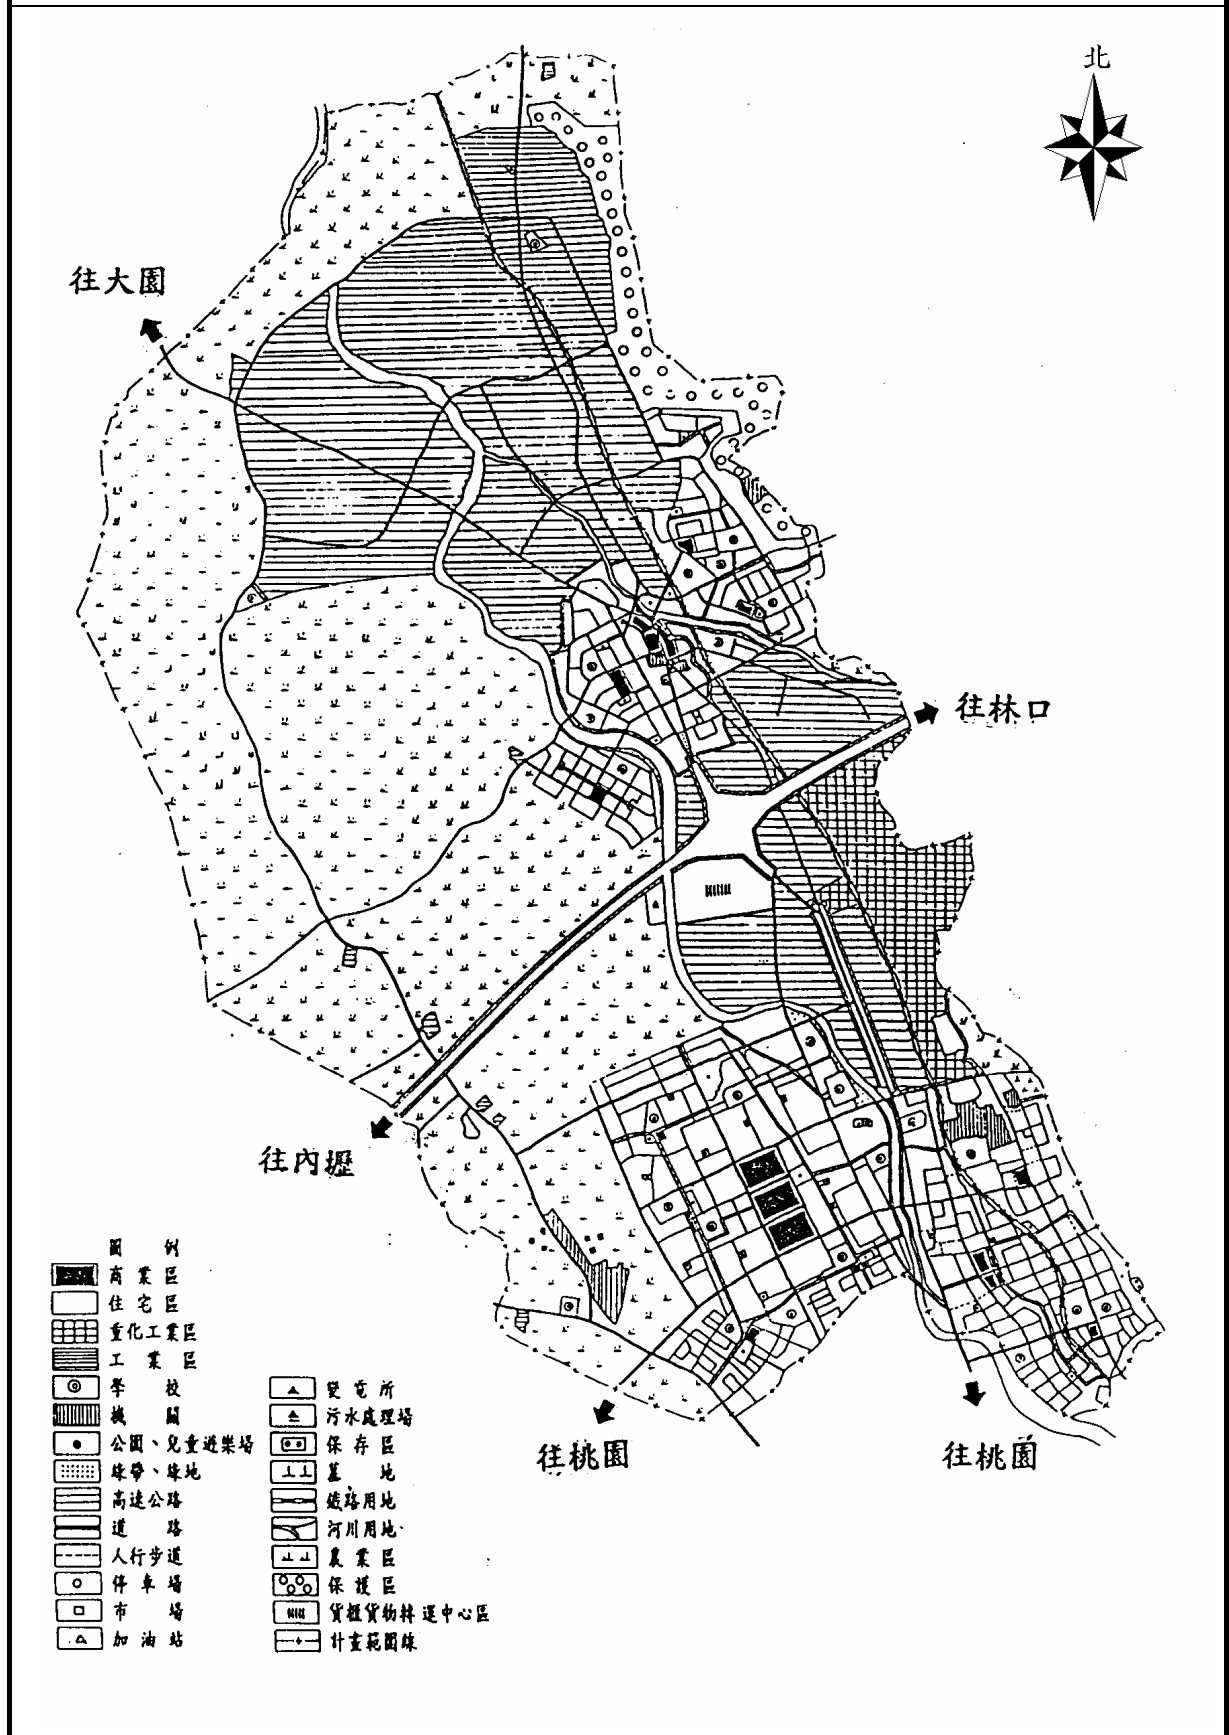 北
往大園
往林口
往內壢
往桃園
往桃園
圖 例
商業區
住宅區
重化工業區
工業區
學 校
機 關
公園、兒童遊樂場
綠帶、綠地
高速公路
道 路
人行步道
停車場
市 場
加油站
變電所
污水處理場
保存區
墓 地
鐵路用地
河川用地
農業區
保護區
貨櫃貨物轉運中心區
計畫範圍線